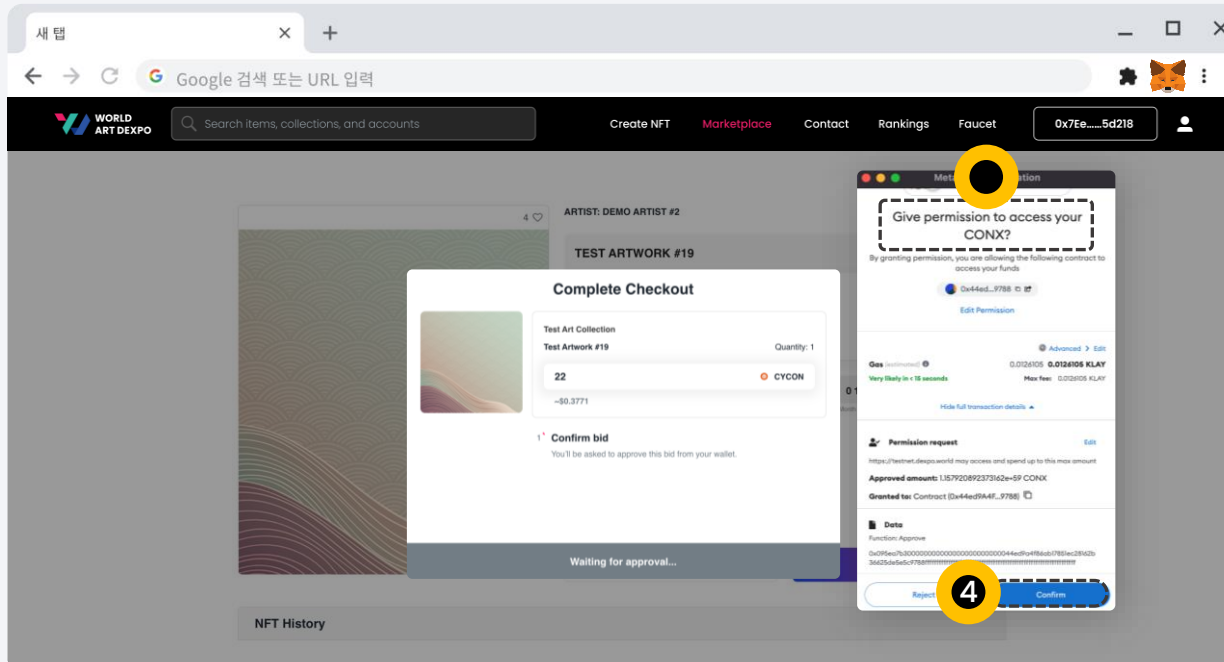 새 탭
Google 검색 또는 URL 입력
WORLD
ART DEXPO
Search items, collections, and accounts
Create NFT
Marketplace
Contact
Rankings
Faucet
0x7Ee......5d218
4
ARTIST: DEMO ARTIST #2
TEST ARTWORK #19
Complete Checkout
Test Art Collection
Test Artwork #19
Quantity: 1
22
CYCON
~$0.3771
1 Confirm bid
You'll be asked to approve this bid from your wallet.
Waiting for approval...
NFT History
Give permission to access your
CONX?
By granting permission, you are allowing the following contract to
access your funds
0x44ed...9788
Edit Permission
Advanced > Edit
Gas (estimated) 0.0126105 0.0126105 KLAY
Very likely in < 15 seconds Max fee: 0.0126105 KLAY
Hide full transaction details
Permission request Edit
https://testnet.dexpo.world may access and spend up to this max amount
Approved amount: 1.157920892373162e+59 CONX
Granted to: Contract (0x44ed9A4F...9788)
Data
Function: Approve
Reject
4
Confirm